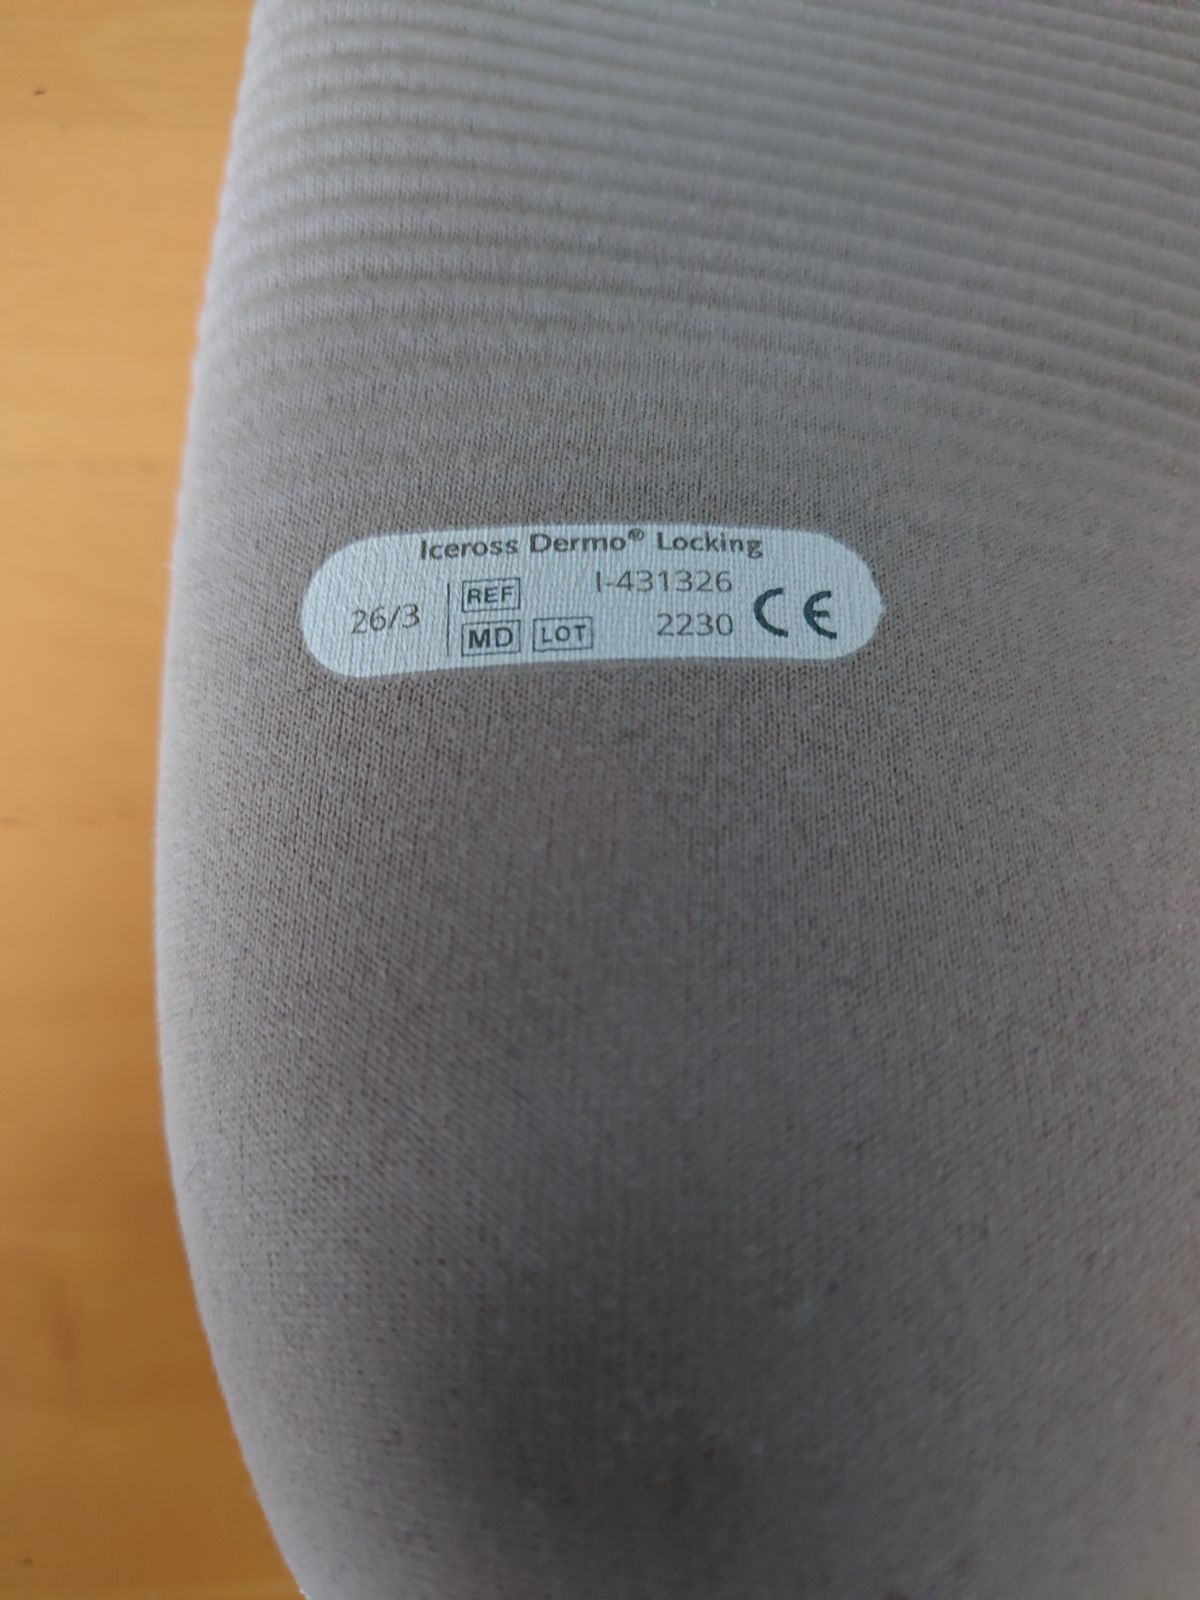 Iceross Dermo® Locking
26/3
REF I-431326
MD LOT 2230
CE